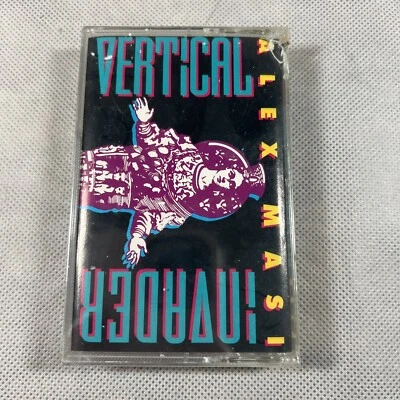 VERTiCAL
iNVADER
ALEX MASI